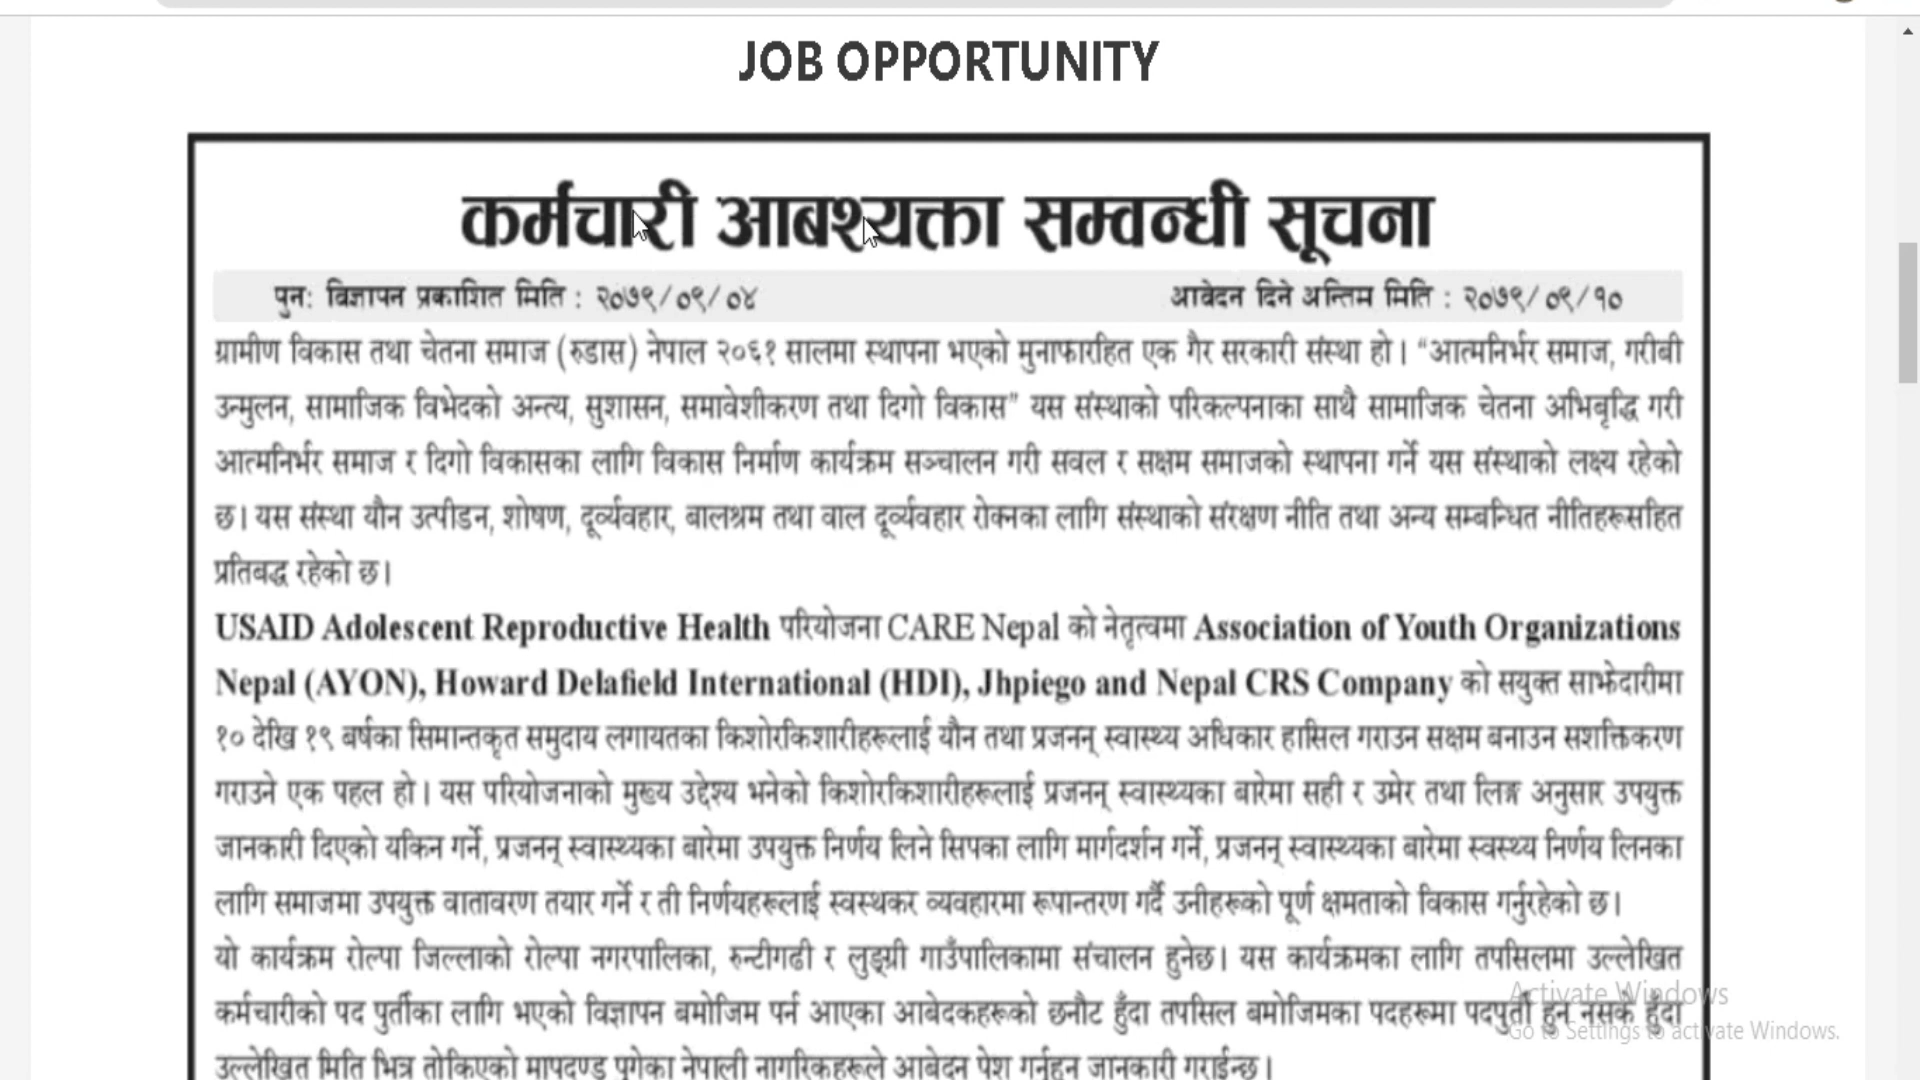 JOB OPPORTUNITY
कर्मचारी आबश्यक्ता सम्वन्धी सूचना
पुन: विज्ञापन प्रकाशित मिति : २०७९/०९/०४
आवेदन दिने अन्तिम मिति : २०७९/०९/१०
ग्रामीण विकास तथा चेतना समाज (रुडास) नेपाल २०६१ सालमा स्थापना भएको मुनाफारहित एक गैर सरकारी संस्था हो। “आत्मनिर्भर समाज, गरीबी
उन्मुलन, सामाजिक विभेदको अन्त्य, सुशासन, समावेशीकरण तथा दिगो विकास” यस संस्थाको परिकल्पनाका साथै सामाजिक चेतना अभिबृद्धि गरी
आत्मनिर्भर समाज र दिगो विकासका लागि विकास निर्माण कार्यक्रम सञ्चालन गरी सवल र सक्षम समाजको स्थापना गर्ने यस संस्थाको लक्ष्य रहेको
छ। यस संस्था यौन उत्पीडन, शोषण, दूर्व्यवहार, बालश्रम तथा वाल दूर्व्यवहार रोक्नका लागि संस्थाको संरक्षण नीति तथा अन्य सम्बन्धित नीतिहरूसहित
प्रतिबद्ध रहेको छ।
USAID Adolescent Reproductive Health परियोजना CARE Nepal को नेतृत्वमा Association of Youth Organizations
Nepal (AYON), Howard Delafield International (HDI), Jhpiego and Nepal CRS Company को सयुक्त साझेदारीमा
१० देखि १९ बर्षका सिमान्तकृत समुदाय लगायतका किशोरकिशारीहरूलाई यौन तथा प्रजनन् स्वास्थ्य अधिकार हासिल गराउन सक्षम बनाउन सशक्तिकरण
गराउने एक पहल हो। यस परियोजनाको मुख्य उद्देश्य भनेको किशोरकिशारीहरूलाई प्रजनन् स्वास्थ्यका बारेमा सही र उमेर तथा लिङ्ग अनुसार उपयुक्त
जानकारी दिएको यकिन गर्ने, प्रजनन् स्वास्थ्यका बारेमा उपयुक्त निर्णय लिने सिपका लागि मार्गदर्शन गर्ने, प्रजनन् स्वास्थ्यका बारेमा स्वस्थ्य निर्णय लिनका
लागि समाजमा उपयुक्त वातावरण तयार गर्ने र ती निर्णयहरूलाई स्वस्थकर व्यवहारमा रूपान्तरण गर्दै उनीहरूको पूर्ण क्षमताको विकास गर्नुरहेको छ।
यो कार्यक्रम रोल्पा जिल्लाको रोल्पा नगरपालिका, रुन्टीगढी र लुङ्ग्री गाउँपालिकामा संचालन हुनेछ। यस कार्यक्रमका लागि तपसिलमा उल्लेखित
कर्मचारीको पद पुर्तीका लागि भएको विज्ञापन बमोजिम पर्न आएका आबेदकहरूको छनौट हुँदा तपसिल बमोजिमका पदहरूमा पदपुर्ती हुन नसके हुँदा
उल्लेखित मिति भित्र तोकिएको मापदण्ड पुगेका नेपाली नागरिकहरूले आबेदन पेश गर्नुहुन जानकारी गराईन्छ।
Activate Windows
Go to Settings to activate Windows.